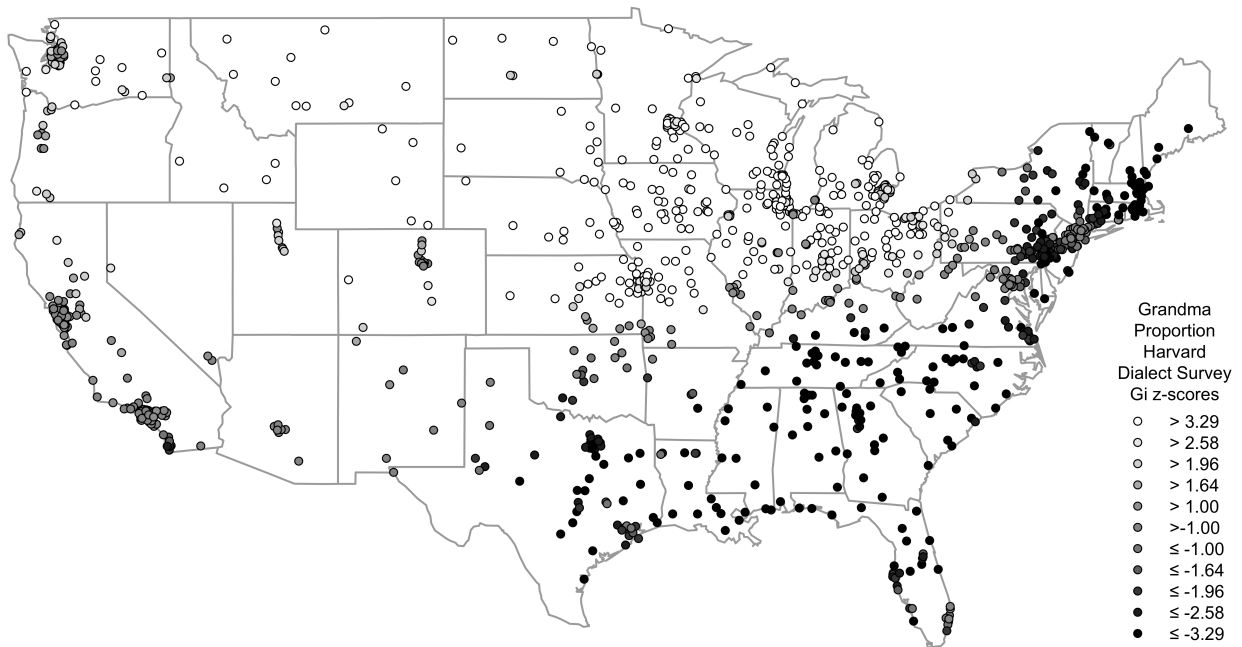 Grandma
Proportion
Harvard
Dialect Survey
Gi z-scores
> 3.29
> 2.58
> 1.96
> 1.64
> 1.00
>-1.00
≤ -1.00
≤ -1.64
≤ -1.96
≤ -2.58
≤ -3.29